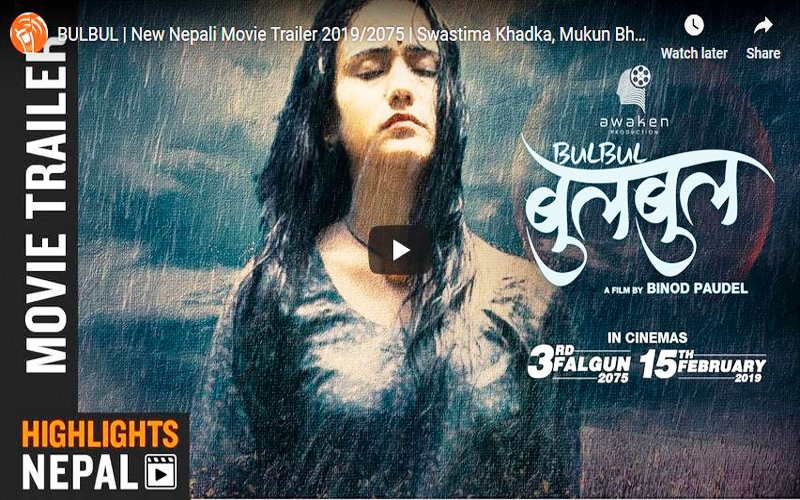 BULBUL | New Nepali Movie Trailer 2019/2075 | Swastima Khadka, Mukun Bh...
Watch later
Share
MOVIE TRAILER
awaken
PRODUCTION
BULBUL
बुलबुल
A FILM BY BINOD PAUDEL
IN CINEMAS
3RD FALGUN 2075
15TH FEBRUARY 2019
HIGHLIGHTS
NEPAL